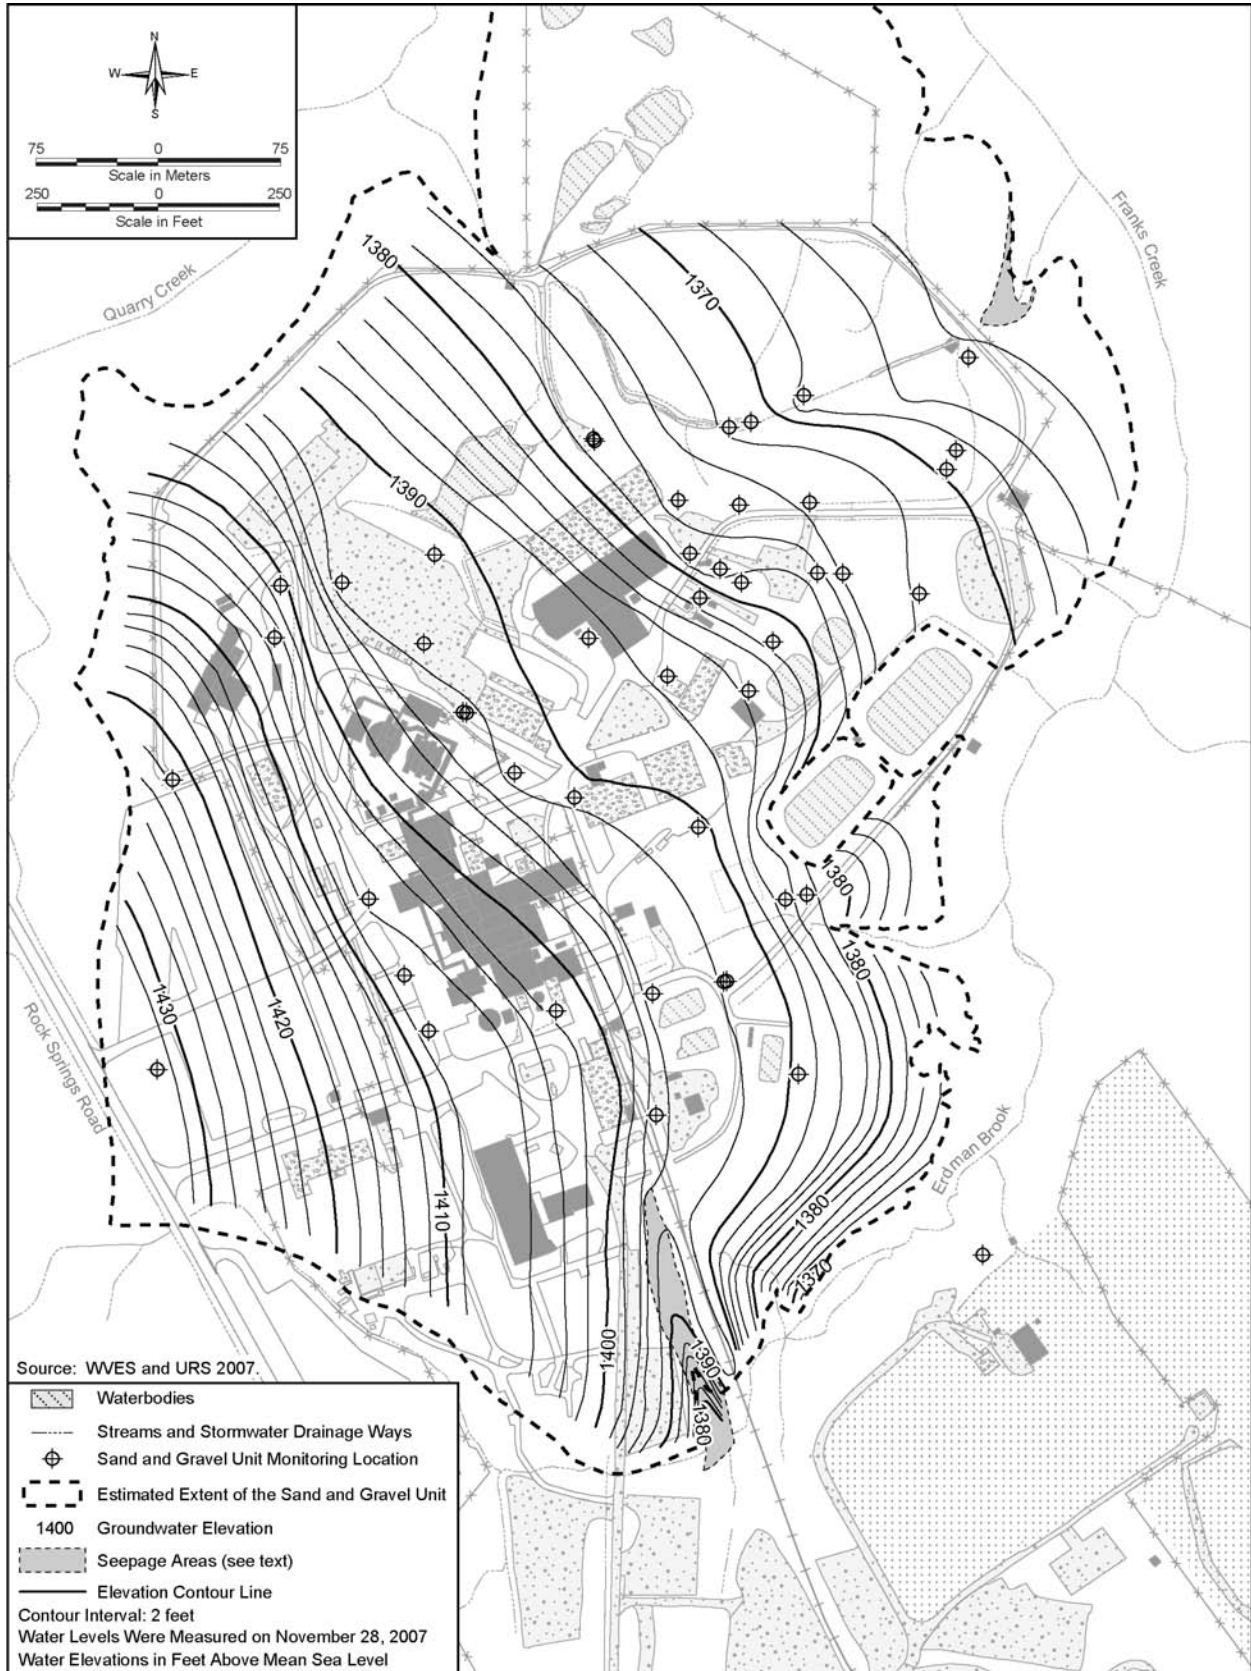 N
W E
S
75 0 75
Scale in Meters
250 0 250
Scale in Feet
Quarry Creek
Franks Creek
1380
1370
1390
1380
1380
1430
1420
Rock Springs Road
Erdman Brook
1410
1380
1370
1400
1390
1380
Source: WVES and URS 2007.
Waterbodies
Streams and Stormwater Drainage Ways
Sand and Gravel Unit Monitoring Location
Estimated Extent of the Sand and Gravel Unit
1400 Groundwater Elevation
Seepage Areas (see text)
Elevation Contour Line
Contour Interval: 2 feet
Water Levels Were Measured on November 28, 2007
Water Elevations in Feet Above Mean Sea Level